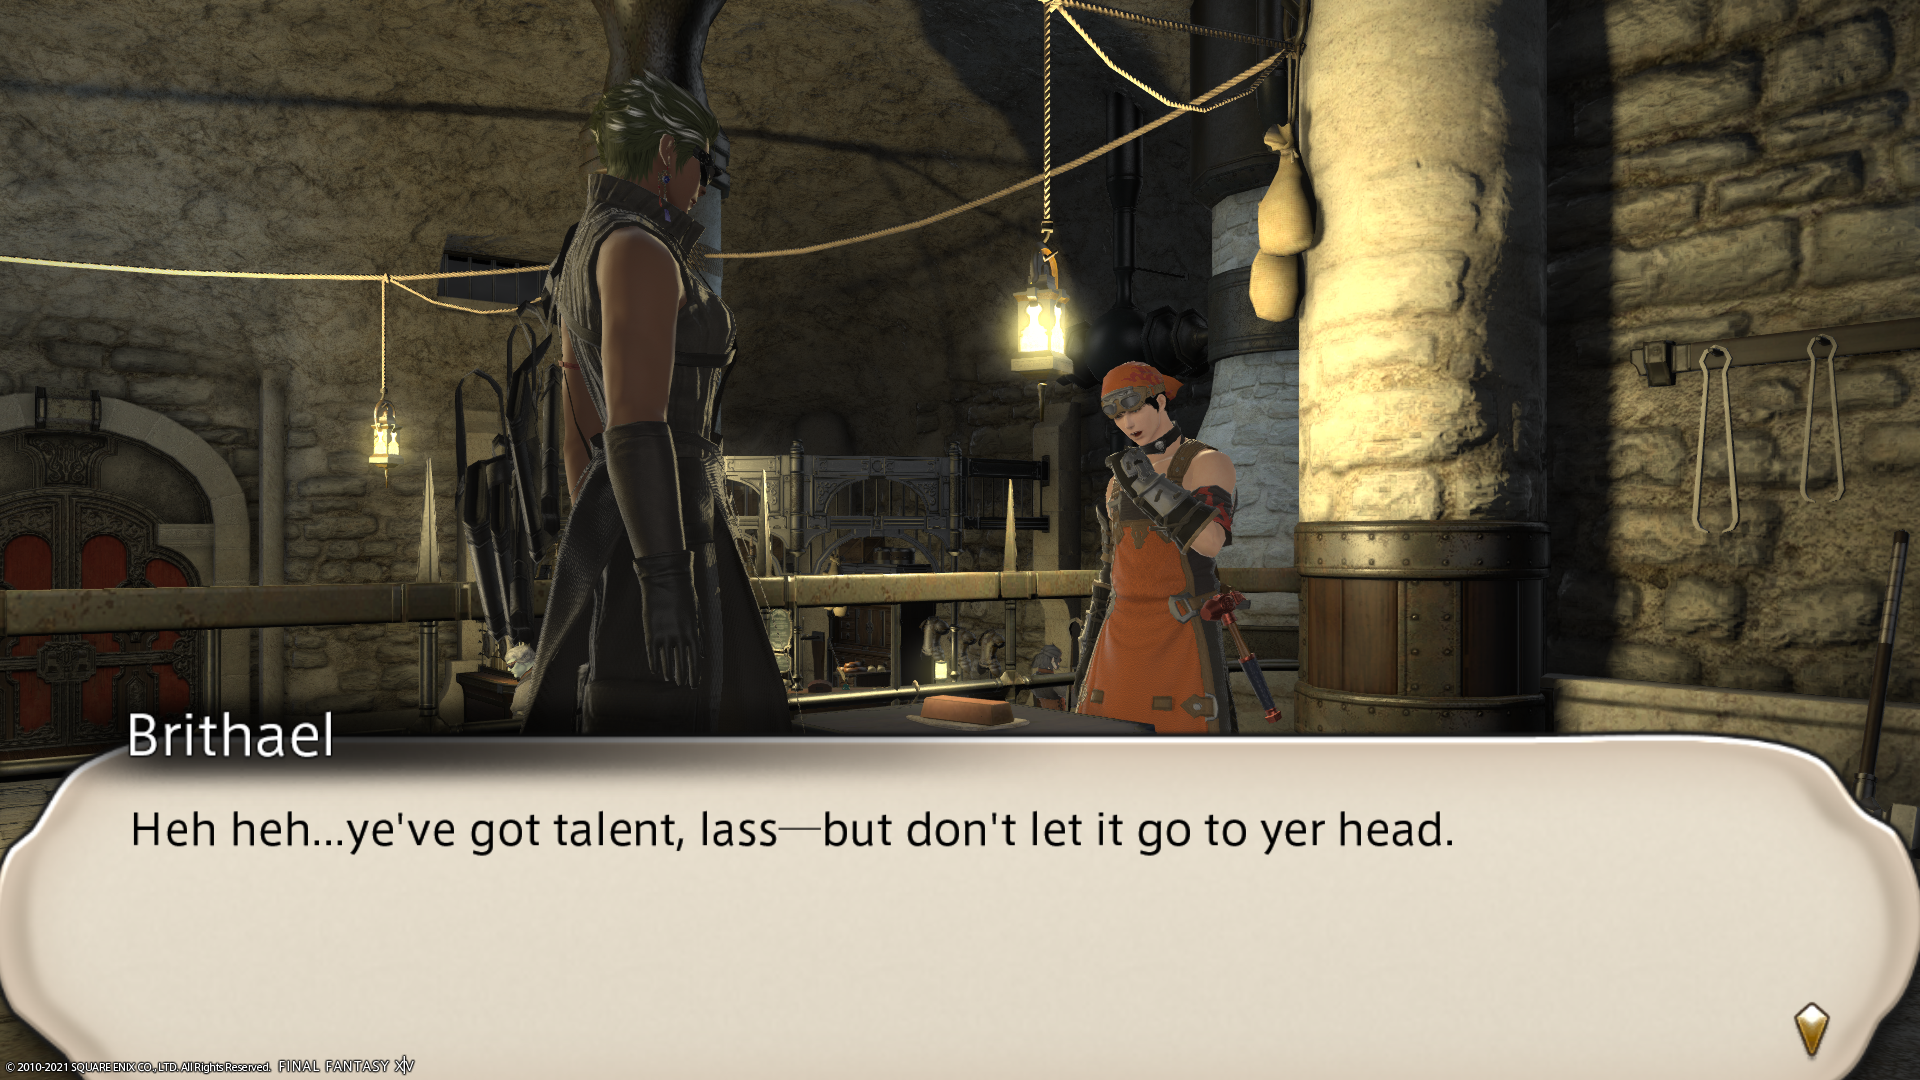 Brithael
Heh heh...ye've got talent, lass—but don't let it go to yer head.
© 2010-2021 SQUARE ENIX CO., LTD. All Rights Reserved. FINAL FANTASY XIV